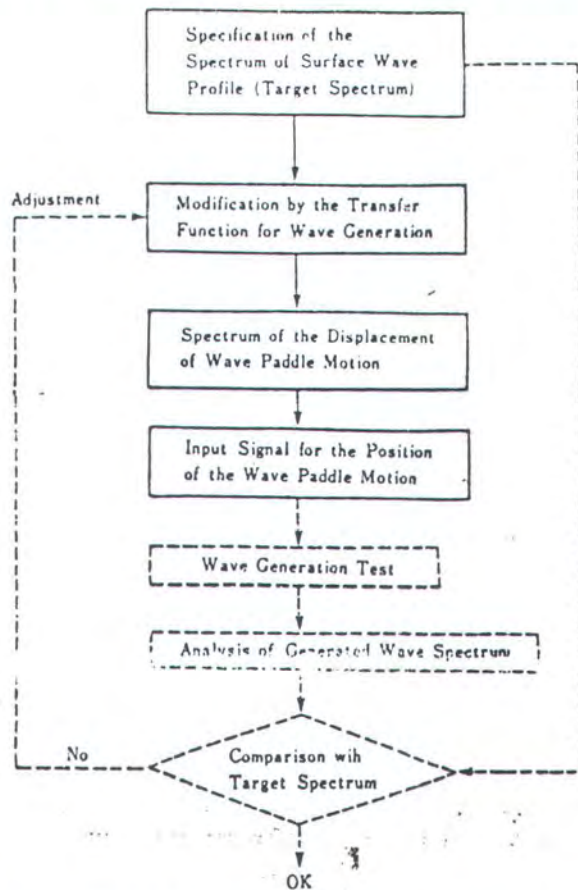 Specification of the
Spectrum of Surface Wave
Profile (Target Spectrum)
Adjustment
Modification by the Transfer
Function for Wave Generation
Spectrum of the Displacement
of Wave Paddle Motion
Input Signal for the Position
of the Wave Paddle Motion
Wave Generation Test
Analysis of Generated Wave Spectrum
No
Comparison wih
Target Spectrum
OK